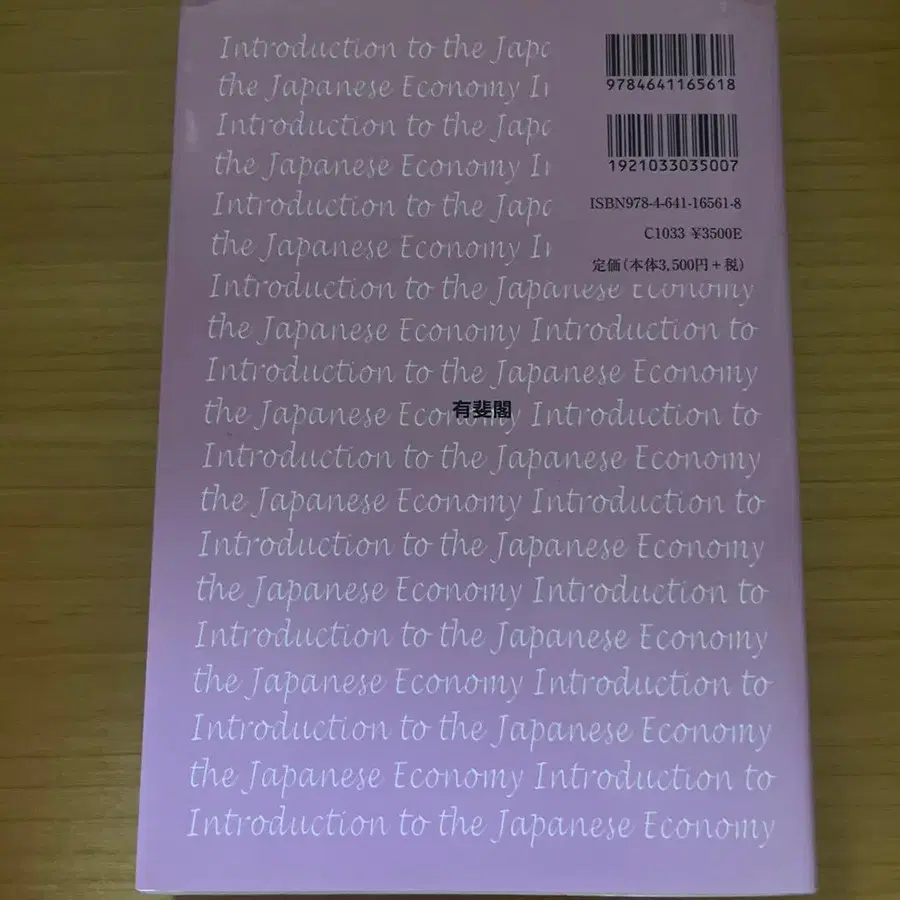 Introduction to the Japa
the Japanese Economy In
Introduction to the Japa
the Japanese Economy In
Introduction to the Japa
the Japanese Economy In
Introduction to the Japanese Economy
the Japanese Economy Introduction to
Introduction to the Japanese Economy
the Japanese Economy Introduction to
Introduction to the Japanese Economy
the Japanese Economy Introduction to
Introduction to the Japanese Economy
the Japanese Economy Introduction to
Introduction to the Japanese Economy
the Japanese Economy Introduction to
Introduction to the Japanese Economy
the Japanese Economy Introduction to
Introduction to the Japanese Economy
9784641165618
1921033035007
ISBN978-4-641-16561-8
C1033 ¥3500E
定価(本体3,500円+税)
有斐閣